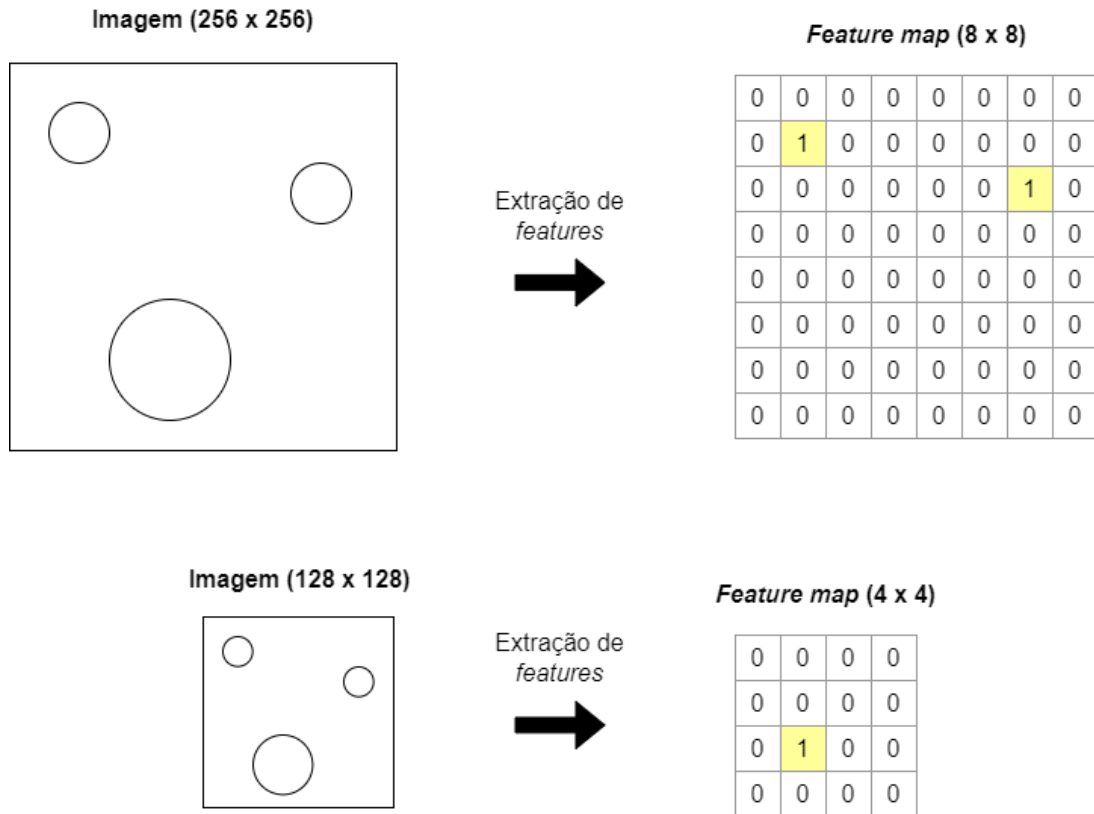 Imagem (256 x 256)
Feature map (8 x 8)
0 0 0 0 0 0 0 0
0 1 0 0 0 0 0 0
0 0 0 0 0 0 1 0
0 0 0 0 0 0 0 0
0 0 0 0 0 0 0 0
0 0 0 0 0 0 0 0
0 0 0 0 0 0 0 0
0 0 0 0 0 0 0 0
Extração de
features
Imagem (128 x 128)
Feature map (4 x 4)
Extração de
features
0 0 0 0
0 0 0 0
0 1 0 0
0 0 0 0